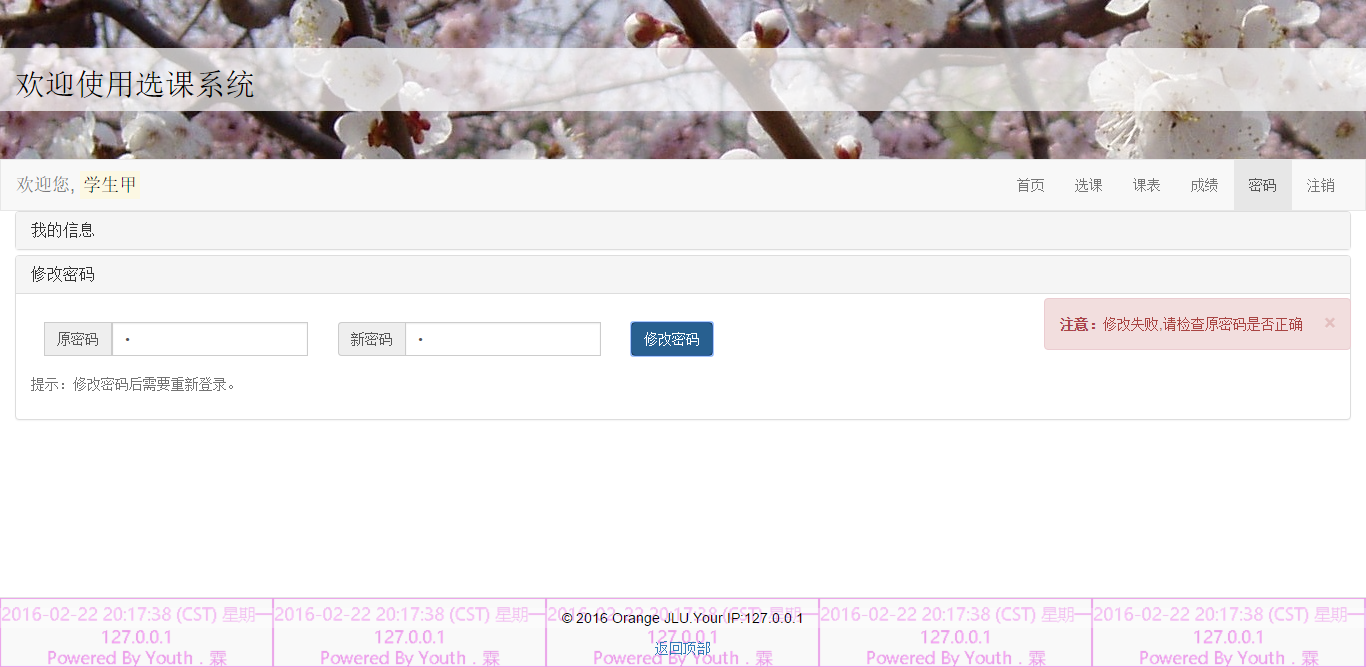 欢迎使用选课系统
欢迎您, 学生甲 首页 选课 课表 成绩 密码 注销
我的信息
修改密码
原密码 • 新密码 • 修改密码 注意：修改失败,请检查原密码是否正确 ×
提示：修改密码后需要重新登录。
2016-02-22 20:17:38 (CST) 星期一 2016-02-22 20:17:38 (CST) 星期一 2016-02-22 20:17:38 (CST) 星期一 2016-02-22 20:17:38 (CST) 星期一 2016-02-22 20:17:38 (CST) 星期一
© 2016 Orange JLU.Your IP:127.0.0.1
127.0.0.1 127.0.0.1 127.0.0.1 127.0.0.1 127.0.0.1
返回顶部
Powered By Youth . 霖 Powered By Youth . 霖 Powered By Youth . 霖 Powered By Youth . 霖 Powered By Youth . 霖